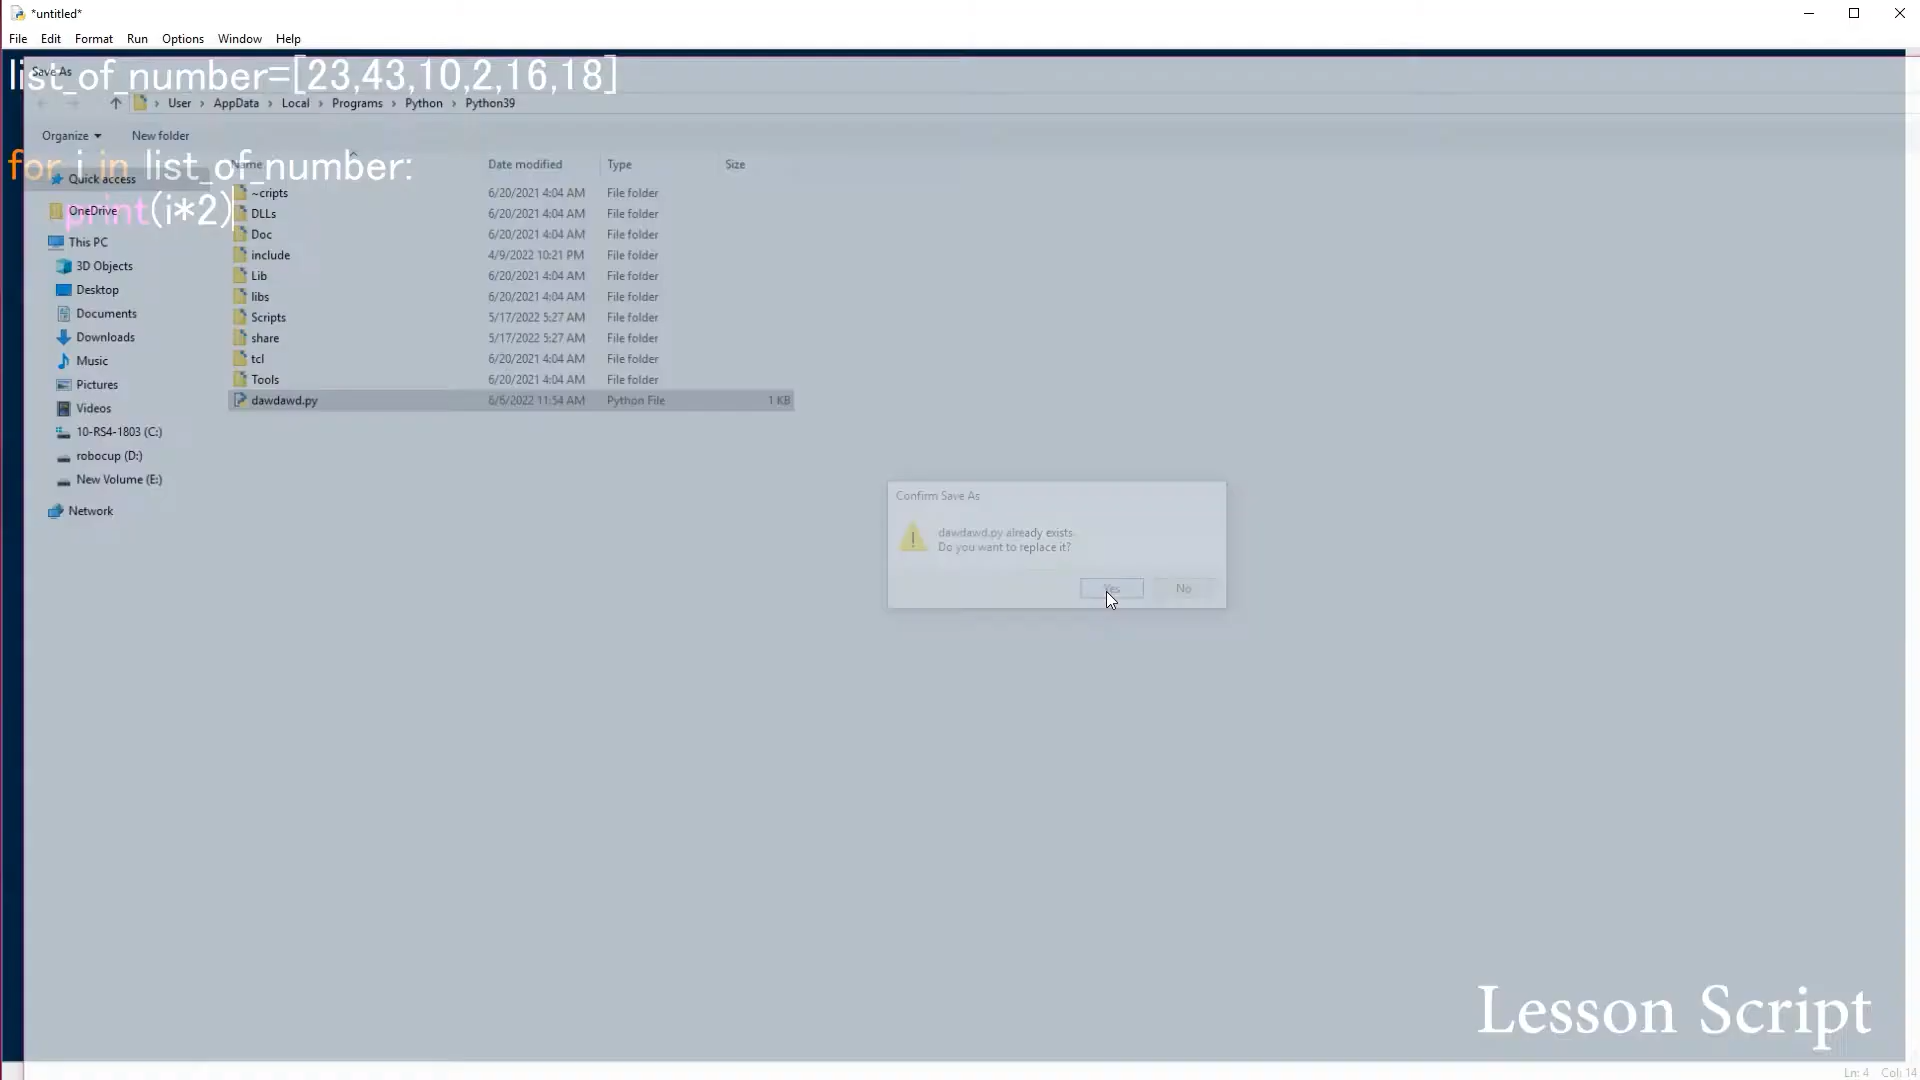 *untitled*
File Edit Format Run Options Window Help
Save As
list_of_number=[23,43,10,2,16,18]
User > AppData > Local > Programs > Python > Python39
Organize New folder
for i in list_of_number:
print(i*2)
Name Date modified Type Size
Quick access
OneDrive
This PC
3D Objects
Desktop
Documents
Downloads
Music
Pictures
Videos
10-RS4-1803 (C:)
robocup (D:)
New Volume (E:)
Network
~cripts 6/20/2021 4:04 AM File folder
DLLs 6/20/2021 4:04 AM File folder
Doc 6/20/2021 4:04 AM File folder
include 4/9/2022 10:21 PM File folder
Lib 6/20/2021 4:04 AM File folder
libs 6/20/2021 4:04 AM File folder
Scripts 5/17/2022 5:27 AM File folder
share 5/17/2022 5:27 AM File folder
tcl 6/20/2021 4:04 AM File folder
Tools 6/20/2021 4:04 AM File folder
dawdawd.py 6/6/2022 11:54 AM Python File 1 KB
Confirm Save As
dawdawd.py already exists.
Do you want to replace it?
Yes No
Lesson Script
Ln: 4 Col: 14